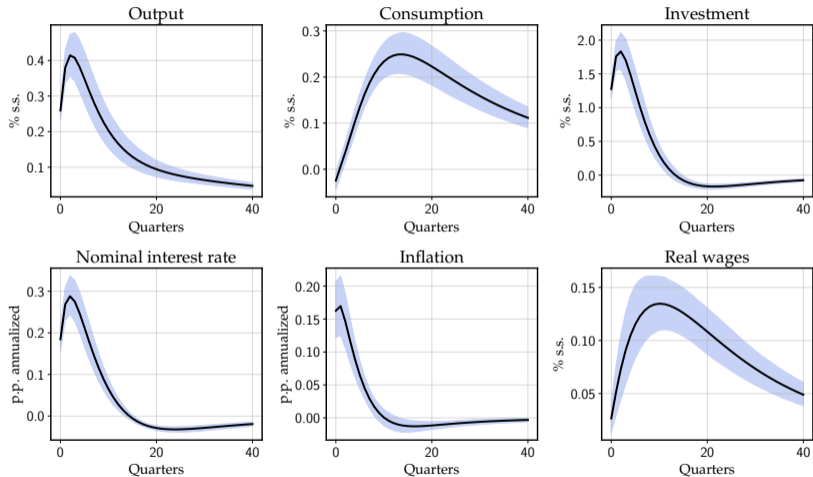 Output
Consumption
Investment
% s.s.
0.4
0.3
0.2
0.1
0
20
40
Quarters
% s.s.
0.3
0.2
0.1
0.0
0
20
40
Quarters
% s.s.
2.0
1.5
1.0
0.5
0.0
0
20
40
Quarters
Nominal interest rate
Inflation
Real wages
p.p. annualized
0.3
0.2
0.1
0.0
0
20
40
Quarters
p.p. annualized
0.20
0.15
0.10
0.05
0.00
0
20
40
Quarters
% s.s.
0.15
0.10
0.05
0
20
40
Quarters